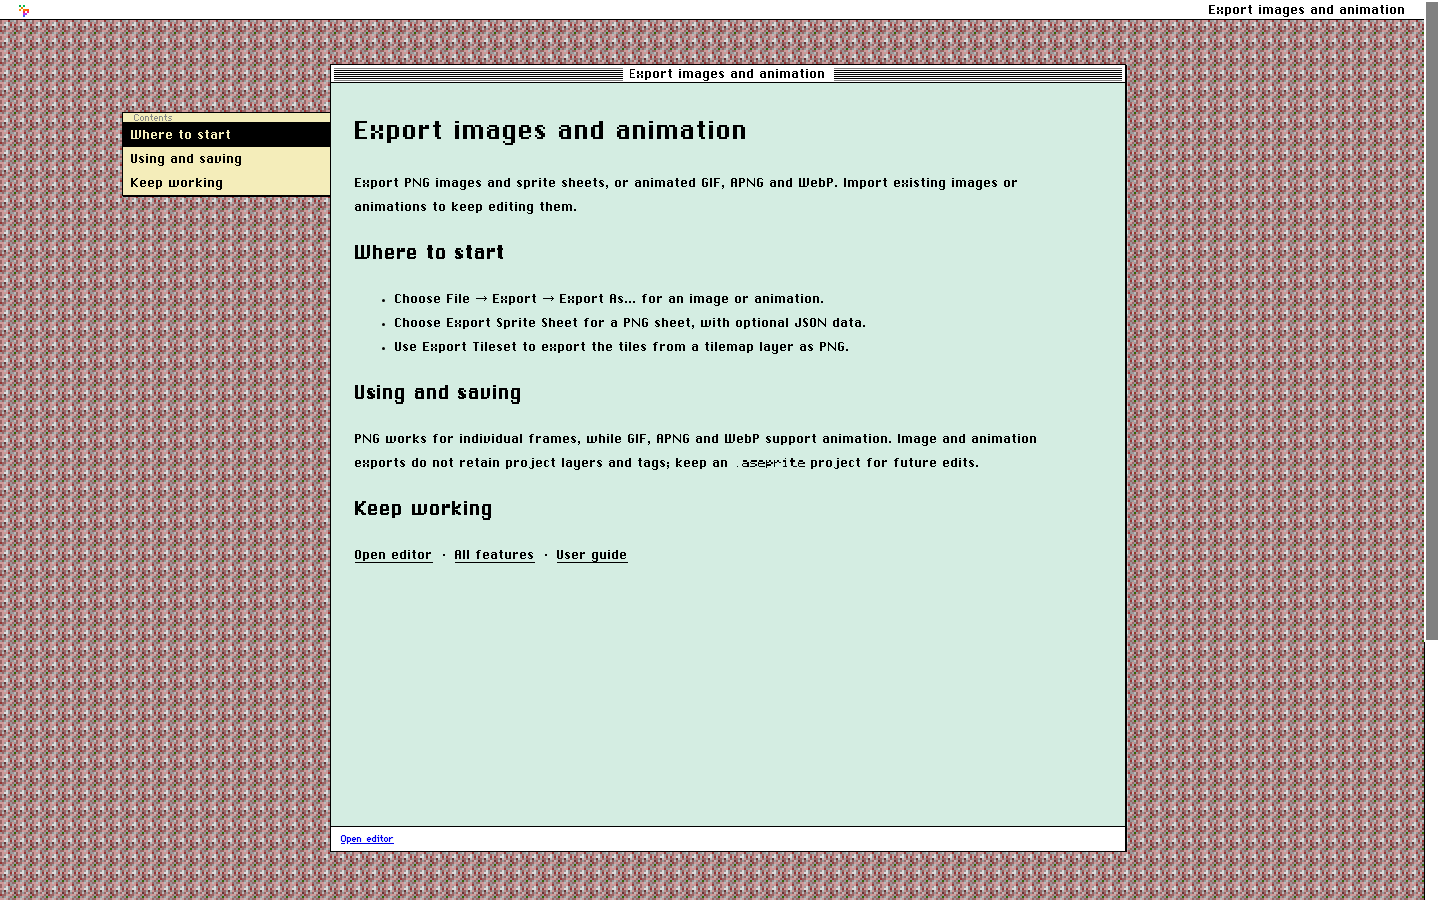 Export images and animation
Export images and animation
Contents
Where to start
Using and saving
Keep working
Export images and animation
Export PNG images and sprite sheets, or animated GIF, APNG and WebP. Import existing images or
animations to keep editing them.
Where to start
• Choose File → Export → Export As... for an image or animation.
• Choose Export Sprite Sheet for a PNG sheet, with optional JSON data.
• Use Export Tileset to export the tiles from a tilemap layer as PNG.
Using and saving
PNG works for individual frames, while GIF, APNG and WebP support animation. Image and animation
exports do not retain project layers and tags; keep an .aseprite project for future edits.
Keep working
Open editor · All features · User guide
Open editor